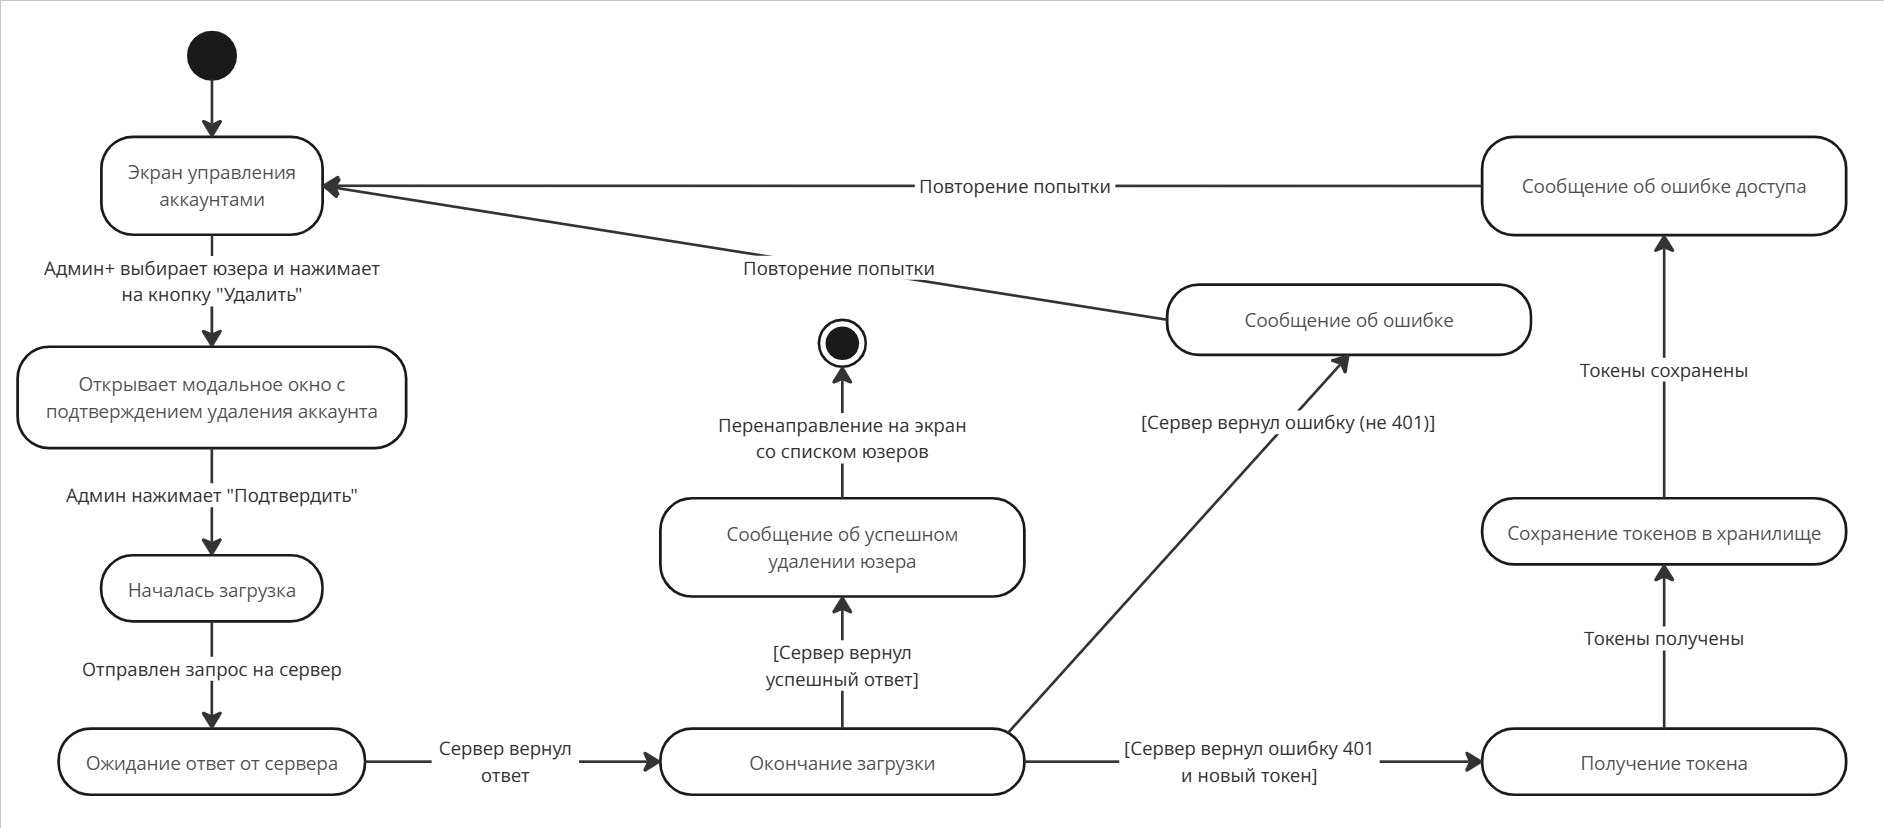 Экран управления
аккаунтами
Повторение попытки
Сообщение об ошибке доступа
Админ+ выбирает юзера и нажимает
на кнопку "Удалить"
Повторение попытки
Сообщение об ошибке
Открывает модальное окно с
подтверждением удаления аккаунта
Токены сохранены
Перенаправление на экран
со списком юзеров
[Сервер вернул ошибку (не 401)]
Админ нажимает "Подтвердить"
Сообщение об успешном
удалении юзера
Сохранение токенов в хранилище
Началась загрузка
[Сервер вернул
успешный ответ]
Токены получены
Отправлен запрос на сервер
Ожидание ответ от сервера
Сервер вернул
ответ
Окончание загрузки
[Сервер вернул ошибку 401
и новый токен]
Получение токена